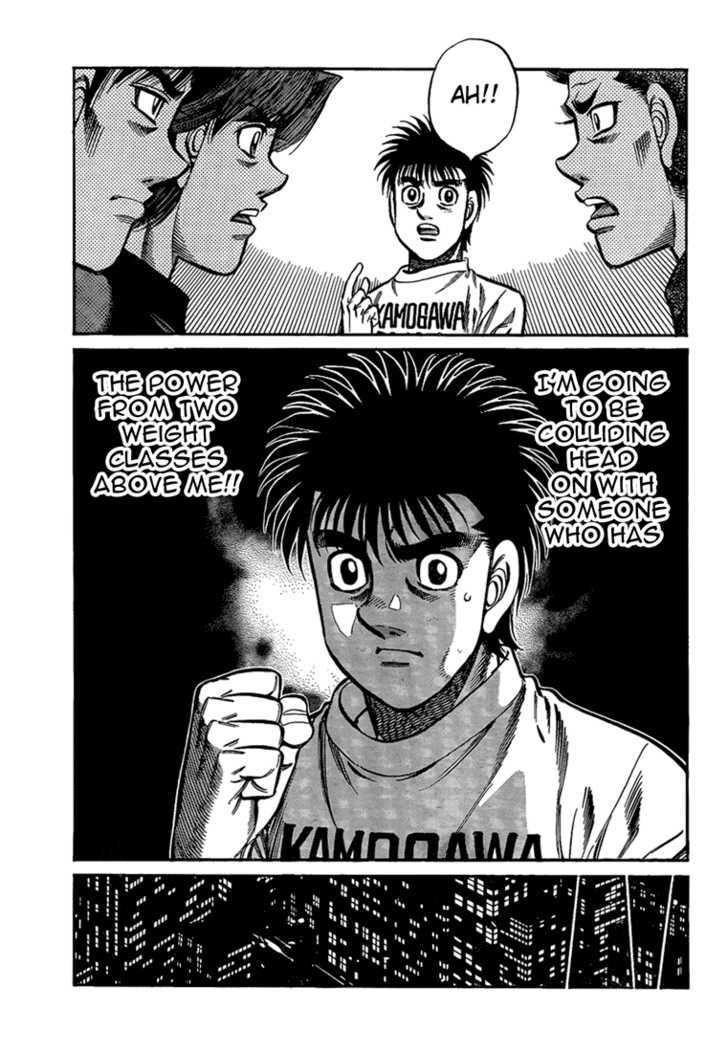 AH!!
KAMOGAWA
I'M GOING
TO BE
COLLIDING
HEAD
ON WITH
SOMEONE
WHO HAS
THE POWER
FROM TWO
WEIGHT
CLASSES
ABOVE ME!!
KAMOGAWA